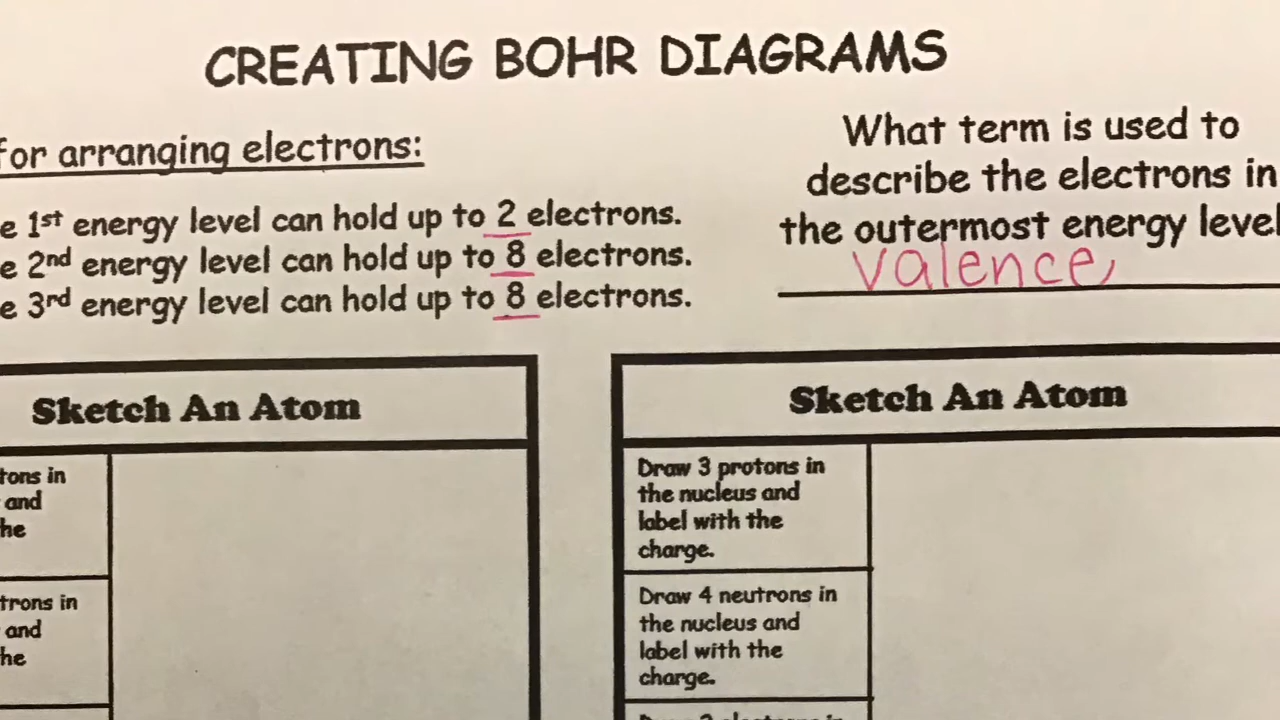 CREATING BOHR DIAGRAMS
for arranging electrons:
e 1st energy level can hold up to 2 electrons.
e 2nd energy level can hold up to 8 electrons.
e 3rd energy level can hold up to 8 electrons.
What term is used to
describe the electrons in
the outermost energy level
valence
Sketch An Atom
tons in
and
he
trons in
and
he
Sketch An Atom
Draw 3 protons in
the nucleus and
label with the
charge.
Draw 4 neutrons in
the nucleus and
label with the
charge.